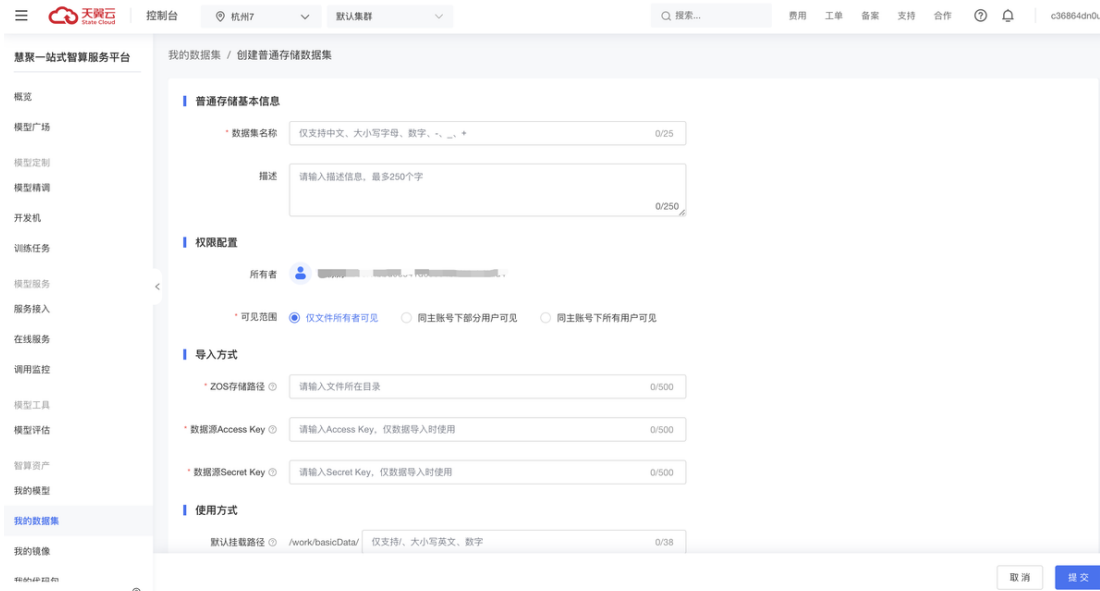 天翼云
State Cloud
控制台
杭州7
默认集群
搜索...
费用
工单
备案
支持
合作
c36864dn0u
慧聚一站式智算服务平台
概览
模型广场
模型定制
模型精调
开发机
训练任务
模型服务
服务接入
在线服务
调用监控
模型工具
模型评估
智算资产
我的模型
我的数据集
我的镜像
我的代码包
我的数据集 / 创建普通存储数据集
普通存储基本信息
* 数据集名称 仅支持中文、大小写字母、数字、-、_、+ 0/25
描述 请输入描述信息，最多250个字
0/250
权限配置
所有者
* 可见范围 仅文件所有者可见 同主账号下部分用户可见 同主账号下所有用户可见
导入方式
* ZOS存储路径 请输入文件所在目录 0/500
* 数据源Access Key 请输入Access Key，仅数据导入时使用 0/500
* 数据源Secret Key 请输入Secret Key，仅数据导入时使用 0/500
使用方式
默认挂载路径 /work/basicData/ 仅支持/、大小写英文、数字 0/38
取消
提交